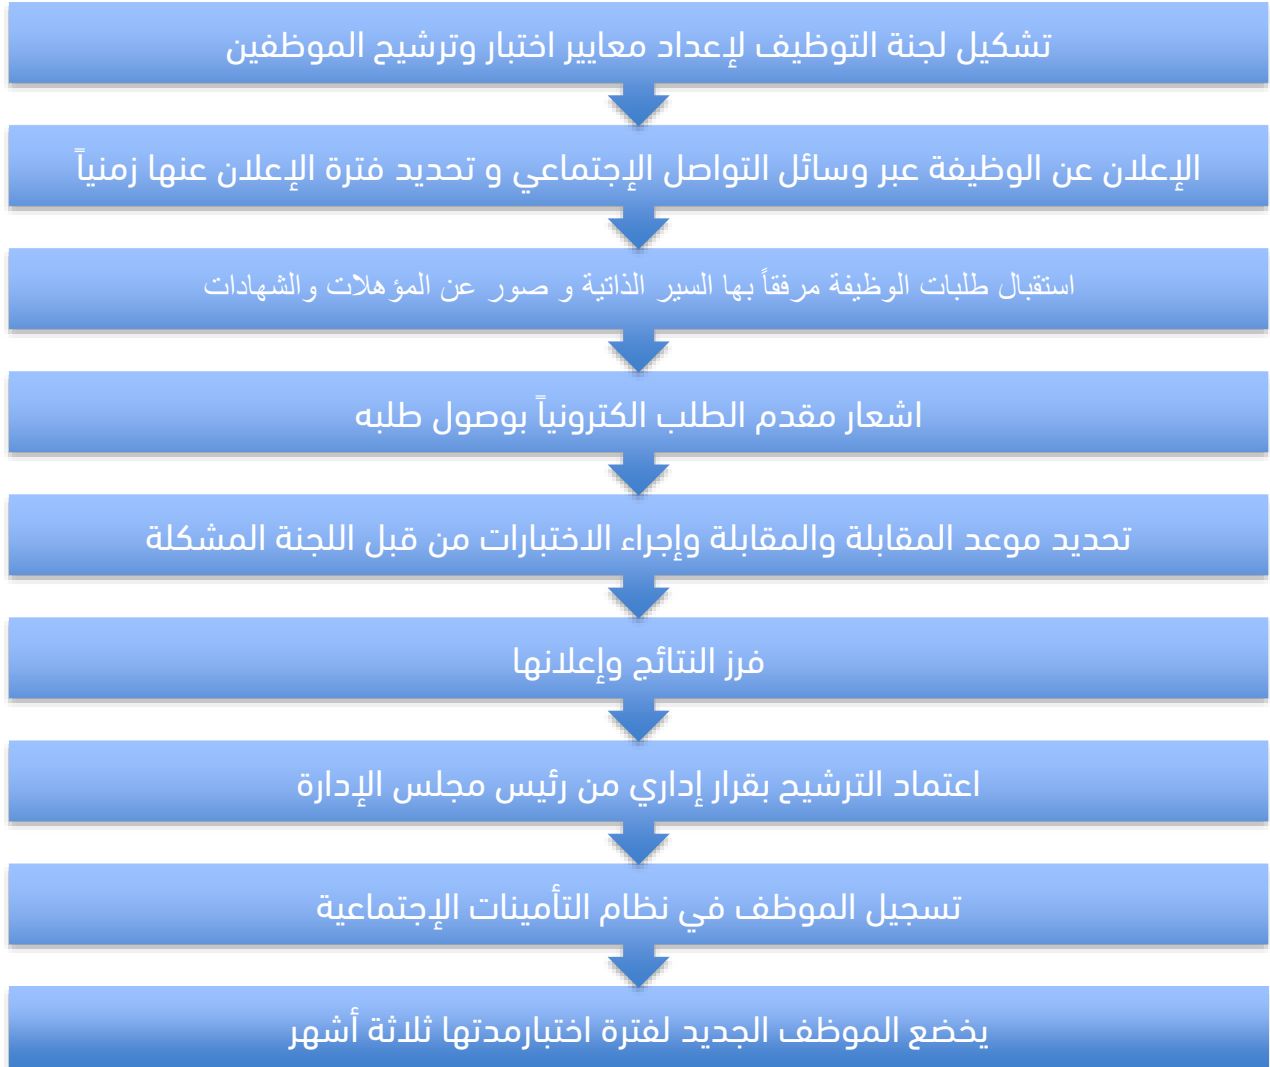 تشكيل لجنة التوظيف لإعداد معايير اختبار وترشيح الموظفين
الإعلان عن الوظيفة عبر وسائل التواصل الإجتماعي و تحديد فترة الإعلان عنها زمنياً
استقبال طلبات الوظيفة مرفقاً بها السير الذاتية و صور عن المؤهلات والشهادات
اشعار مقدم الطلب الكترونياً بوصول طلبه
تحديد موعد المقابلة والمقابلة وإجراء الاختبارات من قبل اللجنة المشكلة
فرز النتائج وإعلانها
اعتماد الترشيح بقرار إداري من رئيس مجلس الإدارة
تسجيل الموظف في نظام التأمينات الإجتماعية
يخضع الموظف الجديد لفترة اختبارمدتها ثلاثة أشهر